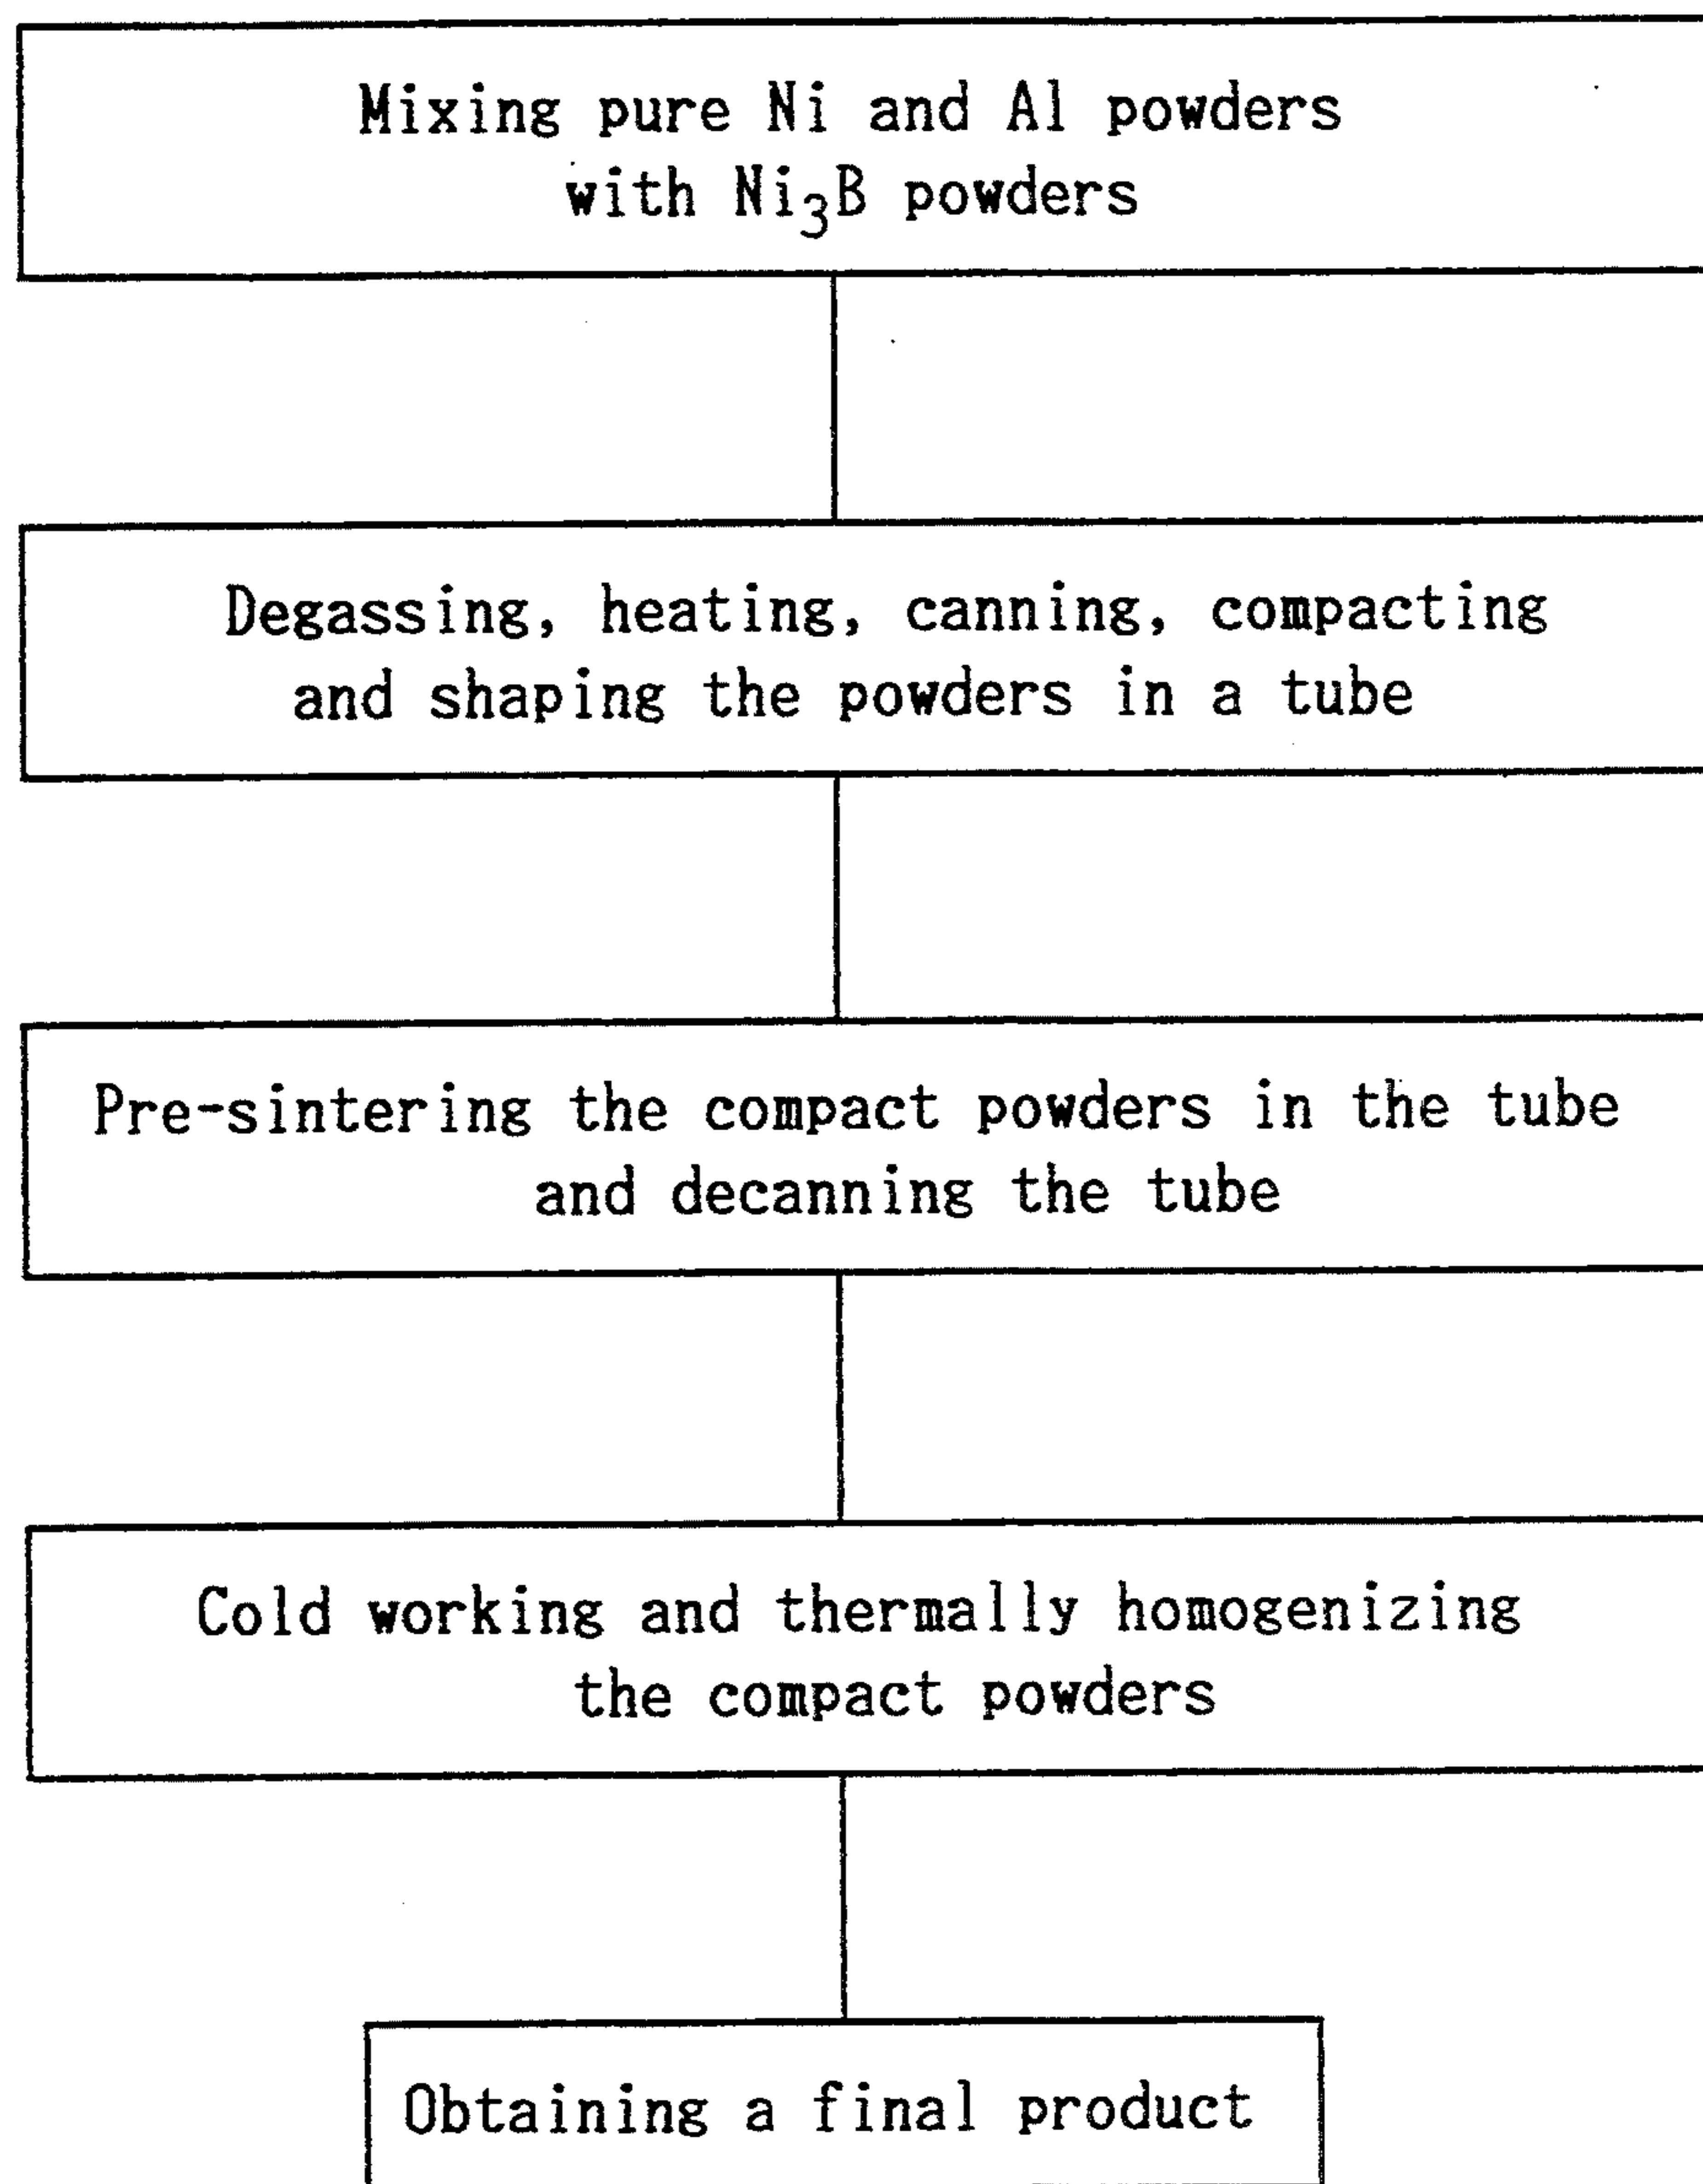 Mixing pure Ni and Al powders
with Ni₃B powders
Degassing, heating, canning, compacting
and shaping the powders in a tube
Pre-sintering the compact powders in the tube
and decanning the tube
Cold working and thermally homogenizing
the compact powders
Obtaining a final product